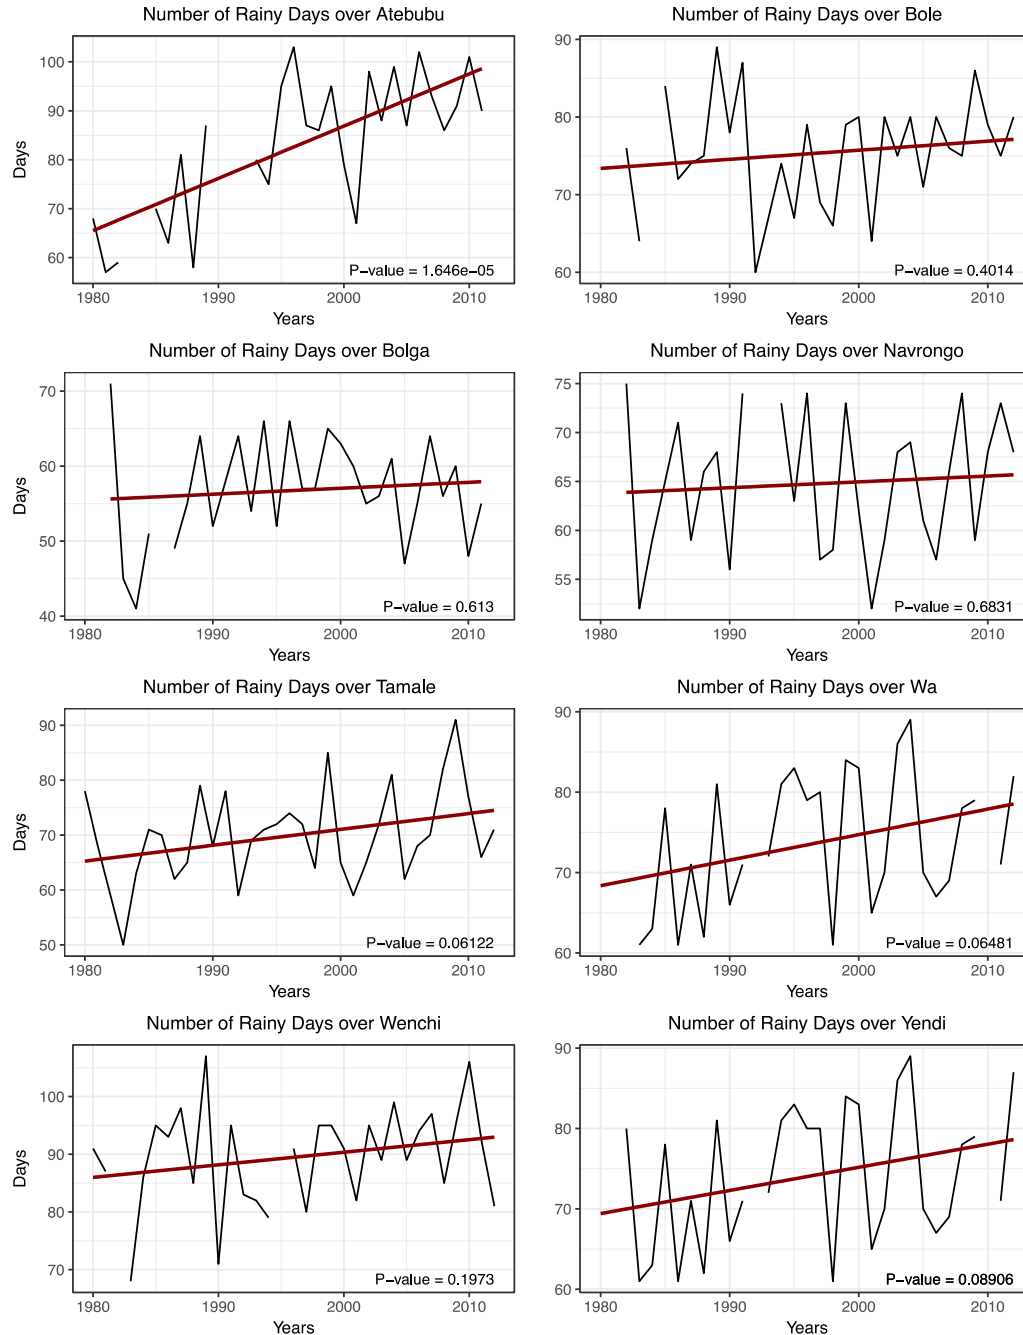 Number of Rainy Days over Atebubu
100
90
80
70
60
Days
P-value = 1.646e-05
1980 1990 2000 2010
Years
Number of Rainy Days over Bole
90
80
70
60
P-value = 0.4014
1980 1990 2000 2010
Years
Number of Rainy Days over Bolga
70
60
50
40
Days
P-value = 0.613
1980 1990 2000 2010
Years
Number of Rainy Days over Navrongo
75
70
65
60
55
P-value = 0.6831
1980 1990 2000 2010
Years
Number of Rainy Days over Tamale
90
80
70
60
50
Days
P-value = 0.06122
1980 1990 2000 2010
Years
Number of Rainy Days over Wa
90
80
70
60
P-value = 0.06481
1980 1990 2000 2010
Years
Number of Rainy Days over Wenchi
100
90
80
70
Days
P-value = 0.1973
1980 1990 2000 2010
Years
Number of Rainy Days over Yendi
90
80
70
60
P-value = 0.08906
1980 1990 2000 2010
Years